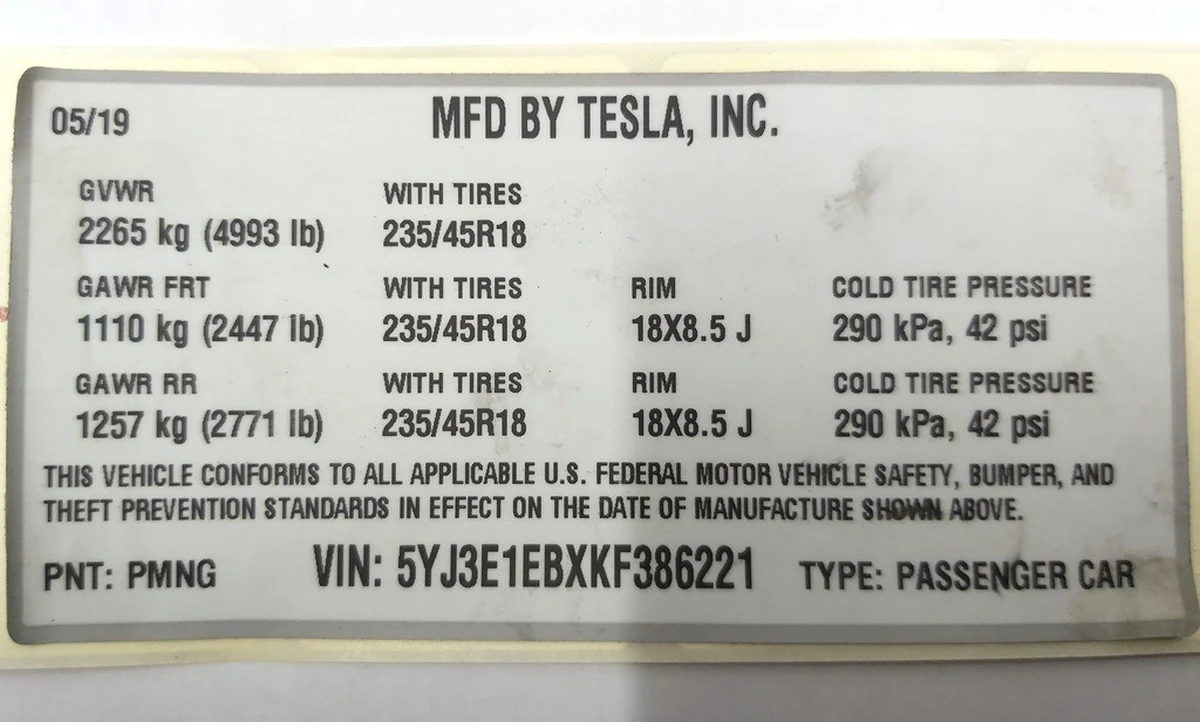 05/19 MFD BY TESLA, INC.
GVWR WITH TIRES
2265 kg (4993 lb) 235/45R18
GAWR FRT WITH TIRES RIM COLD TIRE PRESSURE
1110 kg (2447 lb) 235/45R18 18X8.5 J 290 kPa, 42 psi
GAWR RR WITH TIRES RIM COLD TIRE PRESSURE
1257 kg (2771 lb) 235/45R18 18X8.5 J 290 kPa, 42 psi
THIS VEHICLE CONFORMS TO ALL APPLICABLE U.S. FEDERAL MOTOR VEHICLE SAFETY, BUMPER, AND
THEFT PREVENTION STANDARDS IN EFFECT ON THE DATE OF MANUFACTURE SHOWN ABOVE.
PNT: PMNG VIN: 5YJ3E1EBXKF386221 TYPE: PASSENGER CAR